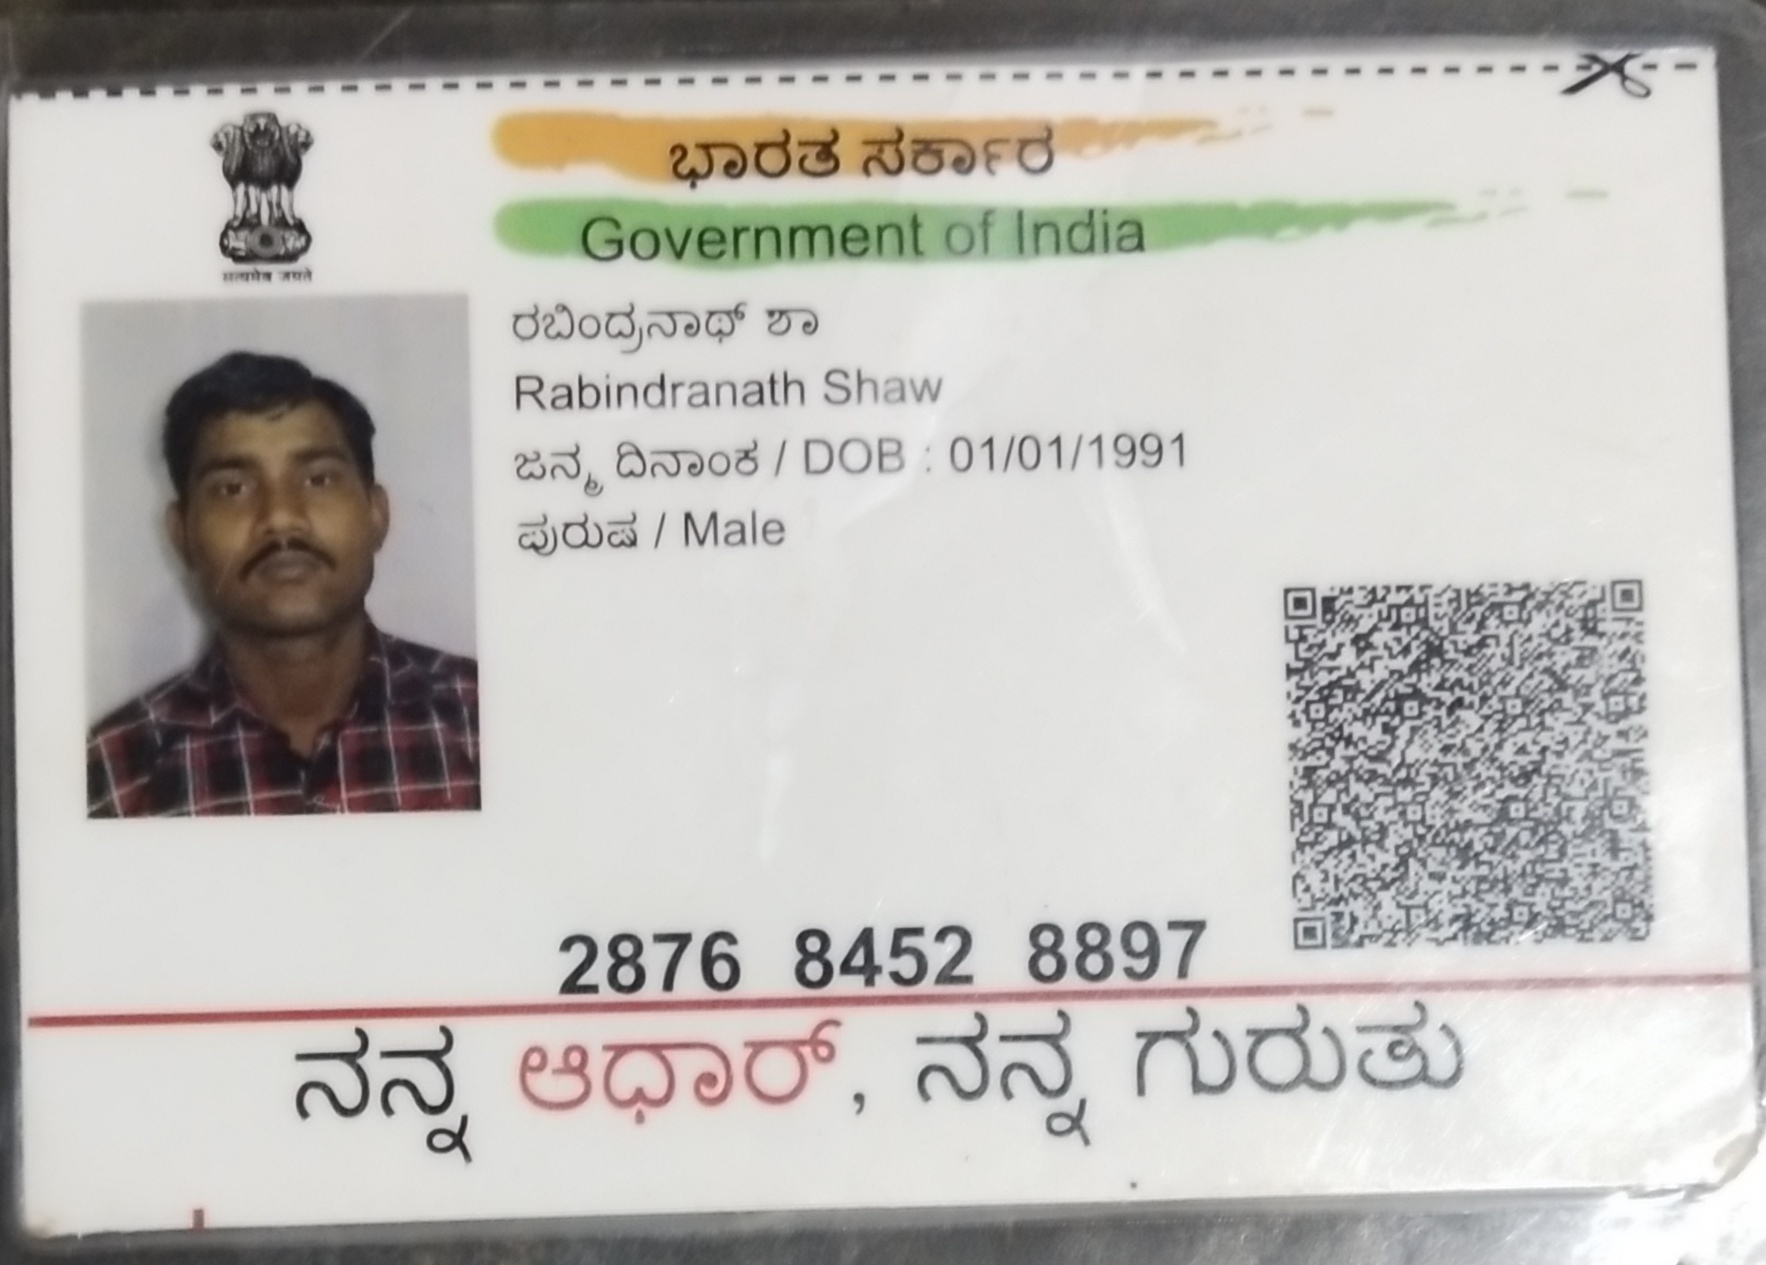 ಭಾರತ ಸರ್ಕಾರ
Government of India
सत्यमेव जयते
ರಬಿಂದ್ರನಾಥ್ ಶಾ
Rabindranath Shaw
ಜನ್ಮ ದಿನಾಂಕ / DOB : 01/01/1991
ಪುರುಷ / Male
2876 8452 8897
ನನ್ನ ಆಧಾರ್, ನನ್ನ ಗುರುತು